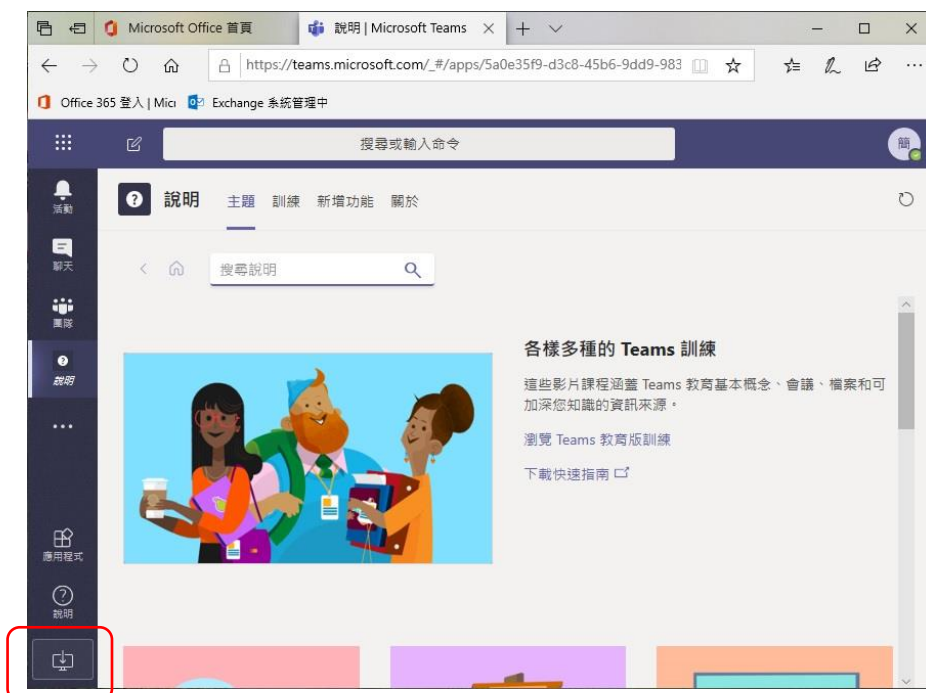 Microsoft Office 首頁
說明 | Microsoft Teams
https://teams.microsoft.com/_#/apps/5a0e35f9-d3c8-45b6-9dd9-983
Office 365 登入 | Micr
Exchange 系統管理中
搜尋或輸入命令
簡
活動
聊天
團隊
說明
應用程式
說明
說明 主題 訓練 新增功能 關於
搜尋說明
各樣多種的 Teams 訓練
這些影片課程涵蓋 Teams 教育基本概念、會議、檔案和可
加深您知識的資訊來源。
瀏覽 Teams 教育版訓練
下載快速指南